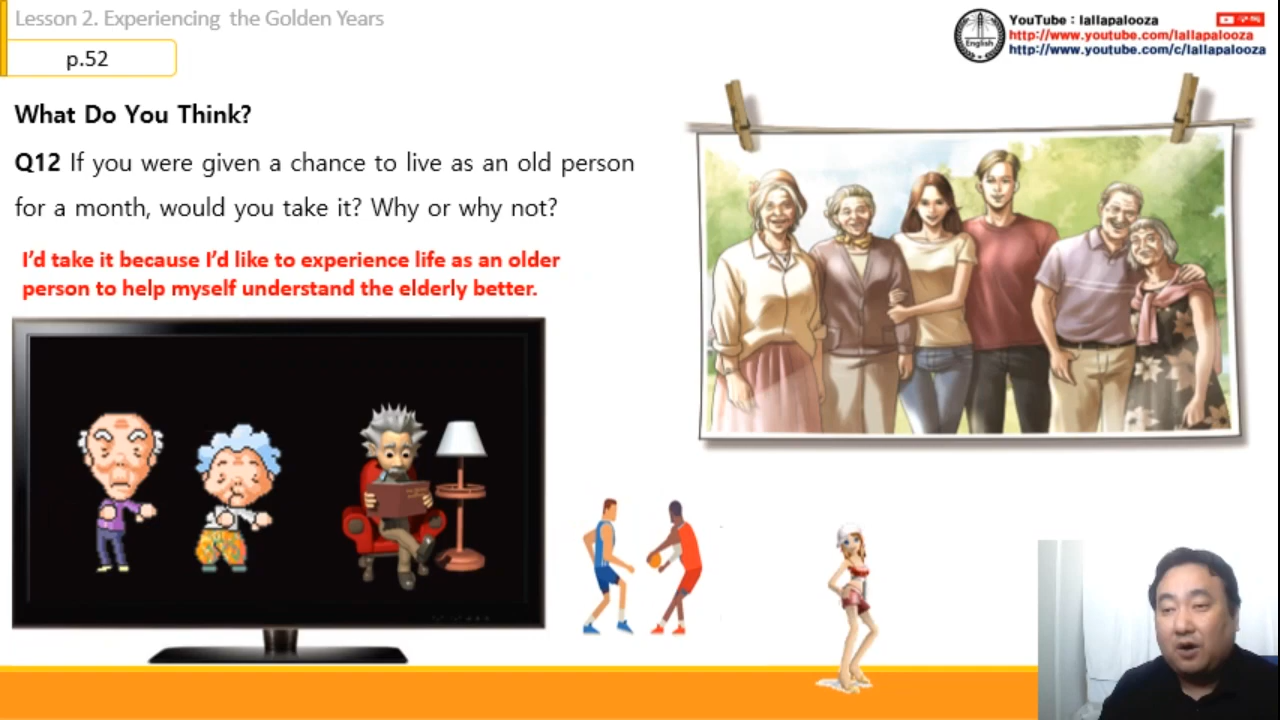 Lesson 2. Experiencing the Golden Years
YouTube : lallapalooza
http://www.youtube.com/lallapalooza
http://www.youtube.com/c/lallapalooza
English
p.52
What Do You Think?
Q12 If you were given a chance to live as an old person
for a month, would you take it? Why or why not?
I'd take it because I'd like to experience life as an older
person to help myself understand the elderly better.